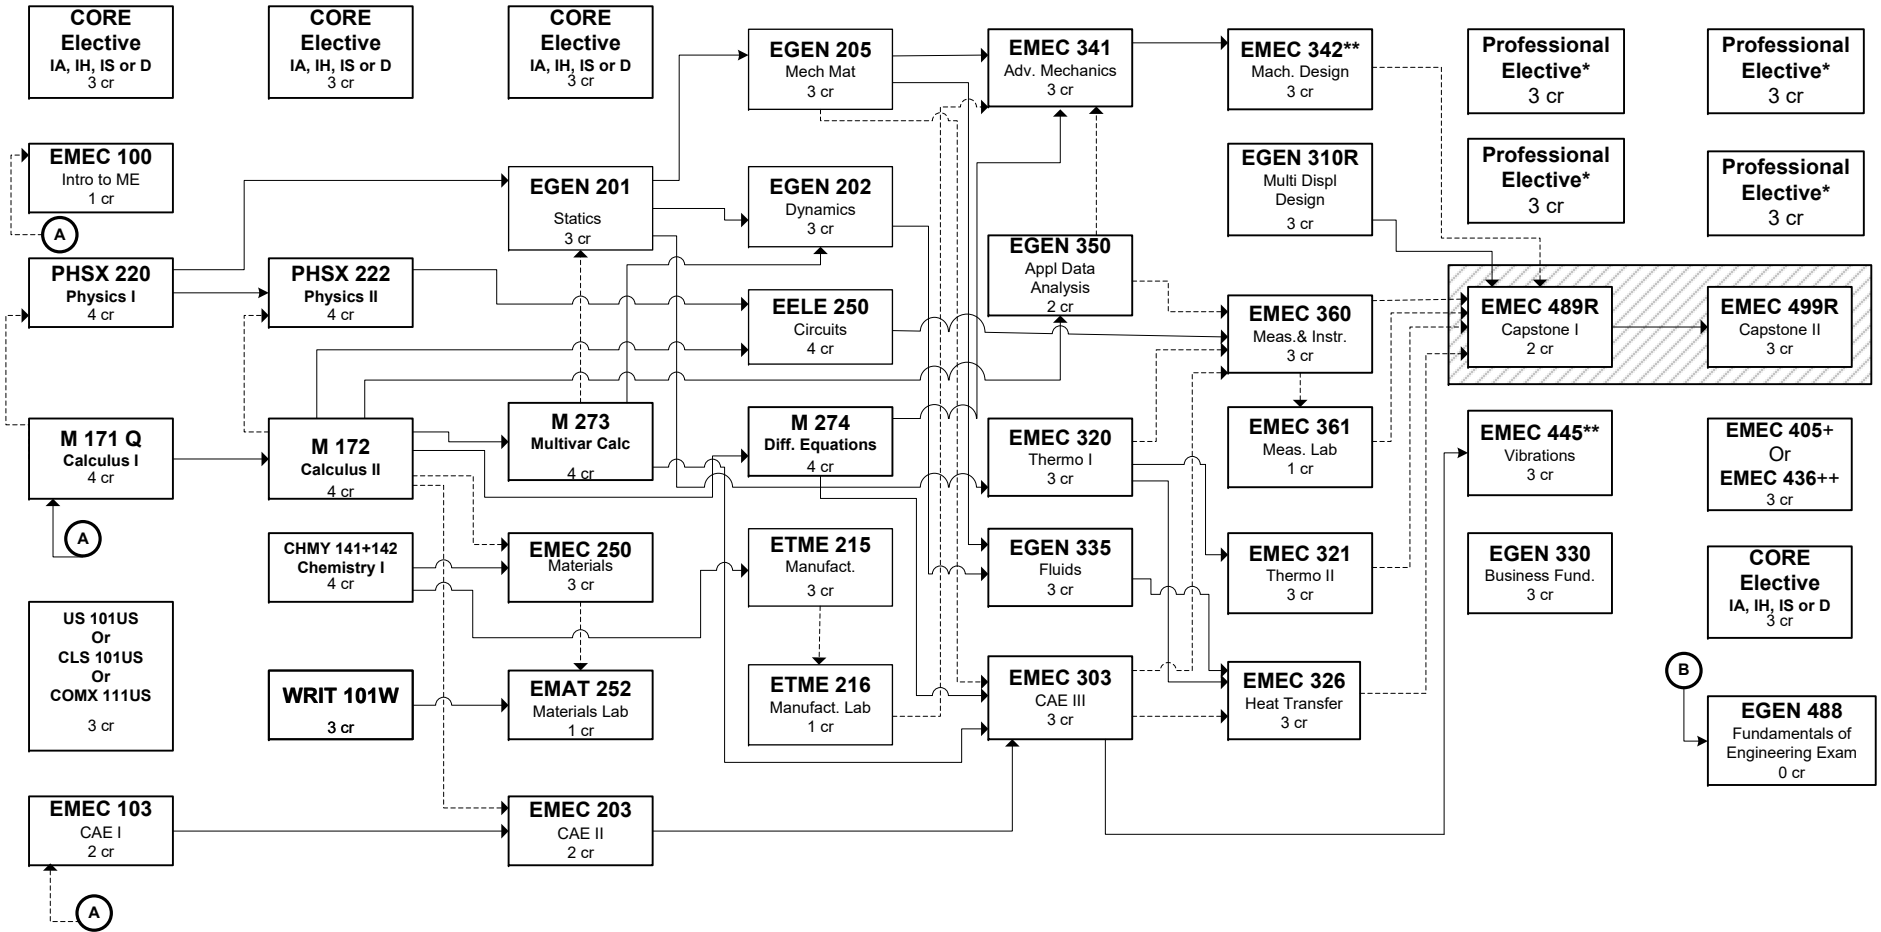 CORE
Elective
IA, IH, IS or D
3 cr
EMEC 100
Intro to ME
1 cr
A
PHSX 220
Physics I
4 cr
M 171 Q
Calculus I
4 cr
A
US 101US
Or
CLS 101US
Or
COMX 111US
3 cr
EMEC 103
CAE I
2 cr
A
CORE
Elective
IA, IH, IS or D
3 cr
PHSX 222
Physics II
4 cr
M 172
Calculus II
4 cr
CHMY 141+142
Chemistry I
4 cr
WRIT 101W
3 cr
CORE
Elective
IA, IH, IS or D
3 cr
EGEN 201
Statics
3 cr
M 273
Multivar Calc
4 cr
EMEC 250
Materials
3 cr
EMAT 252
Materials Lab
1 cr
EMEC 203
CAE II
2 cr
EGEN 205
Mech Mat
3 cr
EGEN 202
Dynamics
3 cr
EELE 250
Circuits
4 cr
M 274
Diff. Equations
4 cr
ETME 215
Manufact.
3 cr
ETME 216
Manufact. Lab
1 cr
EMEC 341
Adv. Mechanics
3 cr
EGEN 350
Appl Data
Analysis
2 cr
EMEC 320
Thermo I
3 cr
EGEN 335
Fluids
3 cr
EMEC 303
CAE III
3 cr
EMEC 342**
Mach. Design
3 cr
EGEN 310R
Multi Displ
Design
3 cr
EMEC 360
Meas.& Instr.
3 cr
EMEC 361
Meas. Lab
1 cr
EMEC 321
Thermo II
3 cr
EMEC 326
Heat Transfer
3 cr
Professional
Elective*
3 cr
Professional
Elective*
3 cr
EMEC 489R
Capstone I
2 cr
EMEC 445**
Vibrations
3 cr
EGEN 330
Business Fund.
3 cr
Professional
Elective*
3 cr
Professional
Elective*
3 cr
EMEC 499R
Capstone II
3 cr
EMEC 405+
Or
EMEC 436++
3 cr
CORE
Elective
IA, IH, IS or D
3 cr
B
EGEN 488
Fundamentals of
Engineering Exam
0 cr